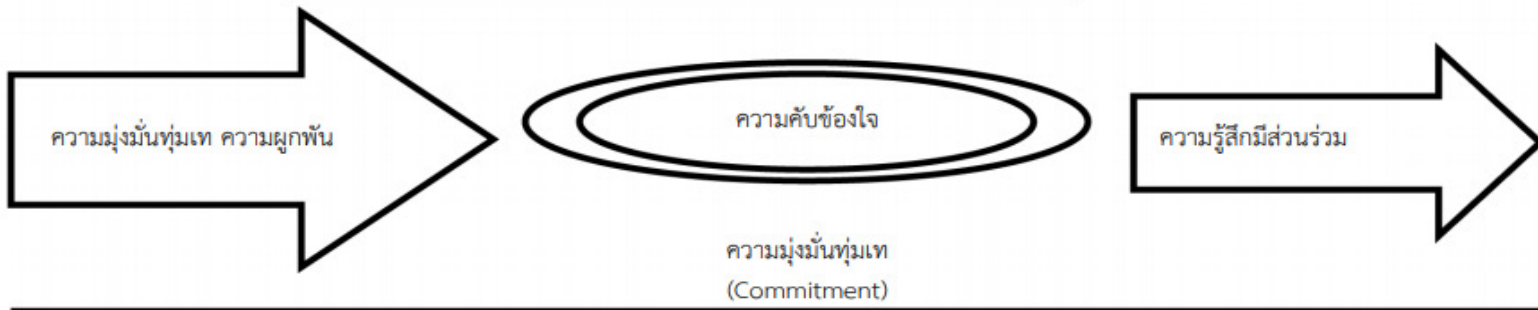 ความมุ่งมั่นทุ่มเท ความผูกพัน
ความคับข้องใจ
ความรู้สึกมีส่วนร่วม
ความมุ่งมั่นทุ่มเท
(Commitment)